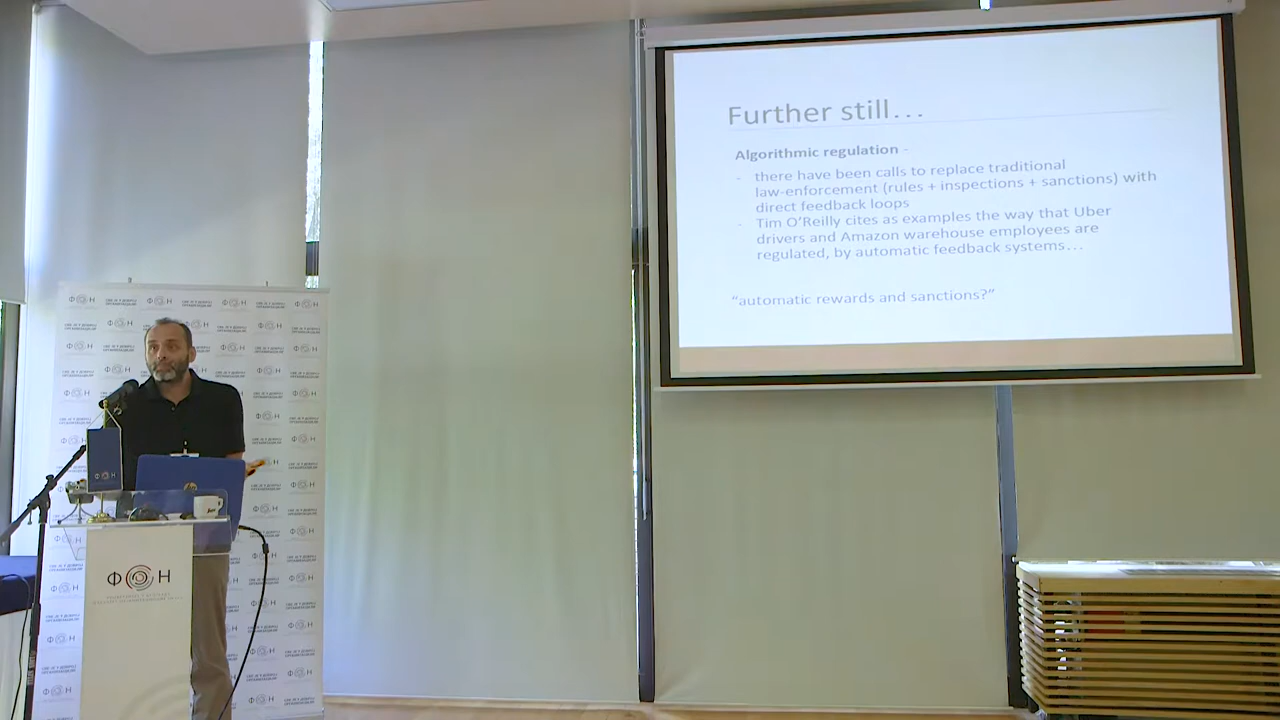 Further still…
Algorithmic regulation -
- there have been calls to replace traditional
law-enforcement (rules + inspections + sanctions) with
direct feedback loops
- Tim O'Reilly cites as examples the way that Uber
drivers and Amazon warehouse employees are
regulated, by automatic feedback systems…
"automatic rewards and sanctions?"
ФОН
ФОН